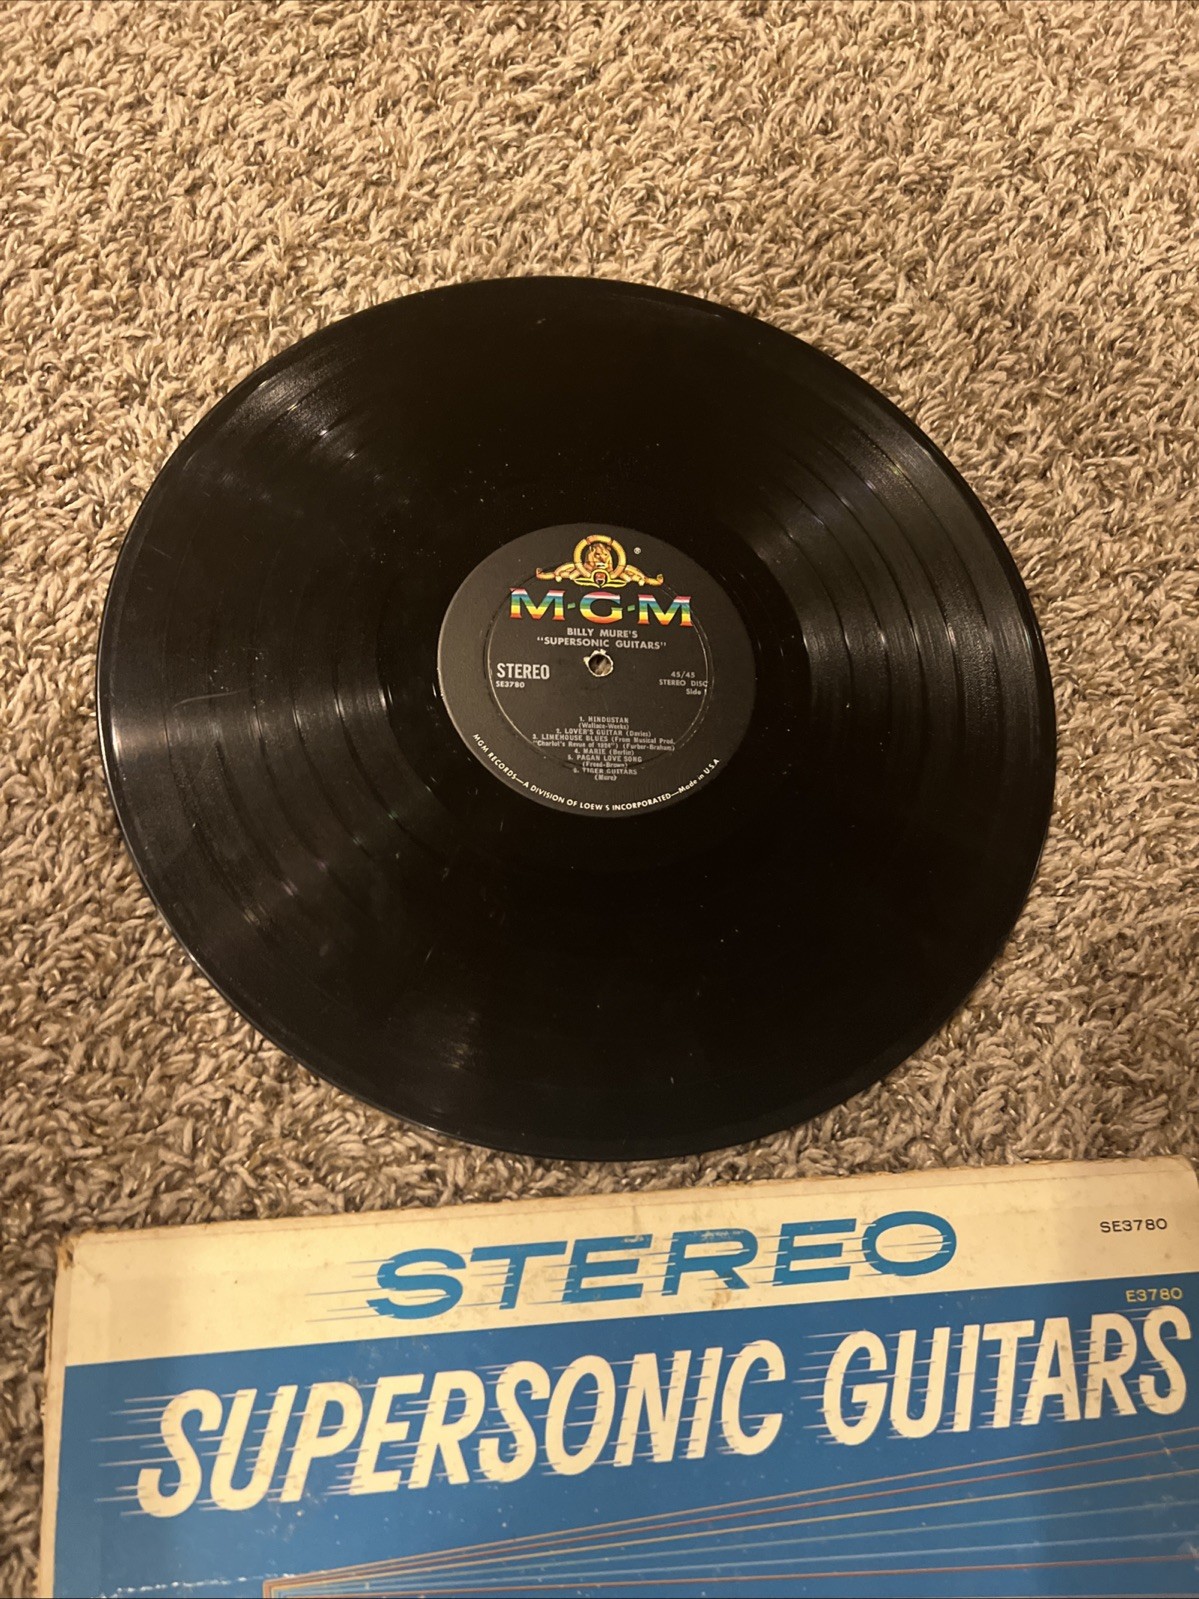 ®
M-G-M
BILLY MURE'S
"SUPERSONIC GUITARS"
STEREO
SE3780
45/45
STEREO DISC
Side 1
1. HINDUSTAN
(Wallace-Weeks)
2. LOVER'S GUITAR (Davies)
3. LIMEHOUSE BLUES (From Musical Prod.
"Charlot's Revue of 1926") (Furber-Braham)
4. MARIE (Berlin)
5. PAGAN LOVE SONG
(Freed-Brown)
6. TIGER GUITARS
(Mure)
MGM RECORDS—A DIVISION OF LOEW'S INCORPORATED—Made in U.S.A
STEREO
SE3780
E3780
SUPERSONIC GUITARS